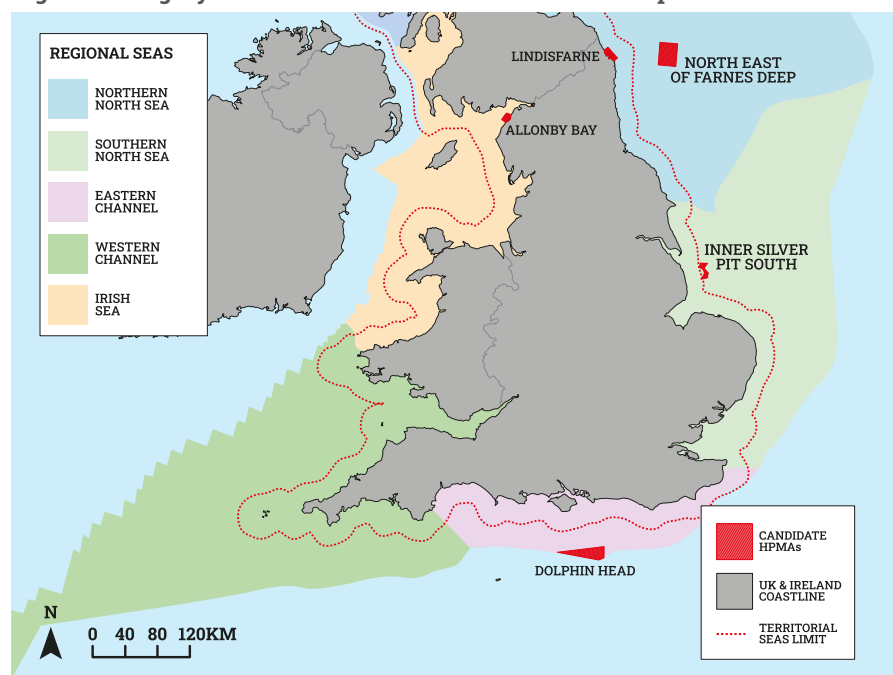 REGIONAL SEAS
NORTHERN
NORTH SEA
SOUTHERN
NORTH SEA
EASTERN
CHANNEL
WESTERN
CHANNEL
IRISH
SEA
LINDISFARNE
NORTH EAST
OF FARNES DEEP
ALLONBY BAY
INNER SILVER
PIT SOUTH
DOLPHIN HEAD
CANDIDATE
HPMAs
UK & IRELAND
COASTLINE
TERRITORIAL
SEAS LIMIT
N
0 40 80 120KM